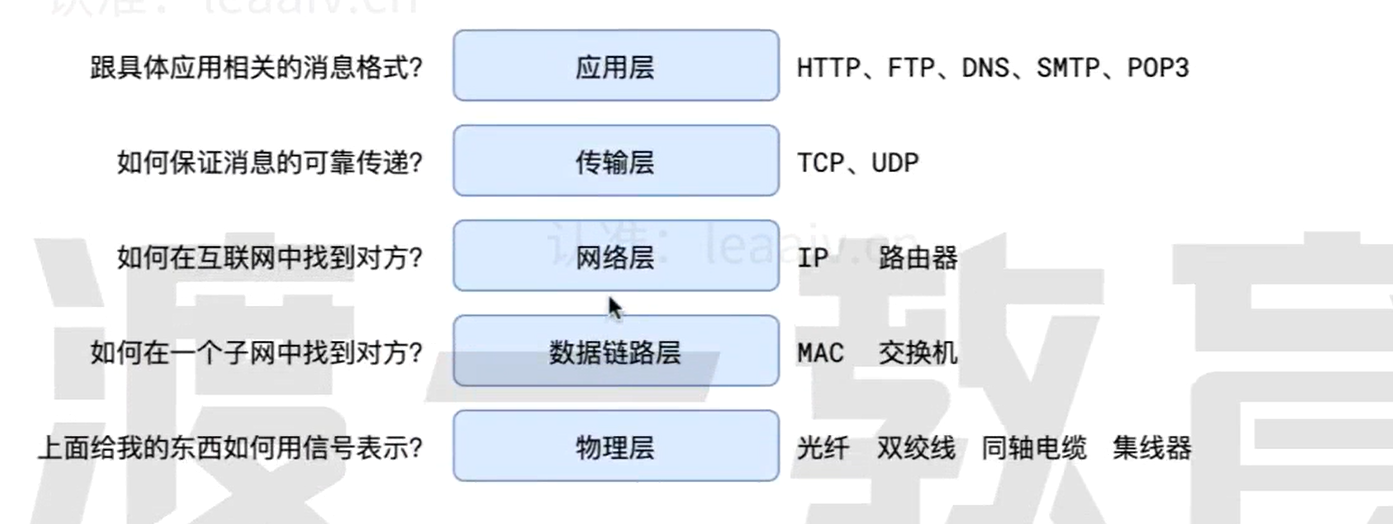 认准：leaaiv.cn
跟具体应用相关的消息格式？ 应用层 HTTP、FTP、DNS、SMTP、POP3
如何保证消息的可靠传递？ 传输层 TCP、UDP
认准：leaaiv.cn
如何在互联网中找到对方？ 网络层 IP 路由器
如何在一个子网中找到对方？ 数据链路层 MAC 交换机
上面给我的东西如何用信号表示？ 物理层 光纤 双绞线 同轴电缆 集线器
渡一教育